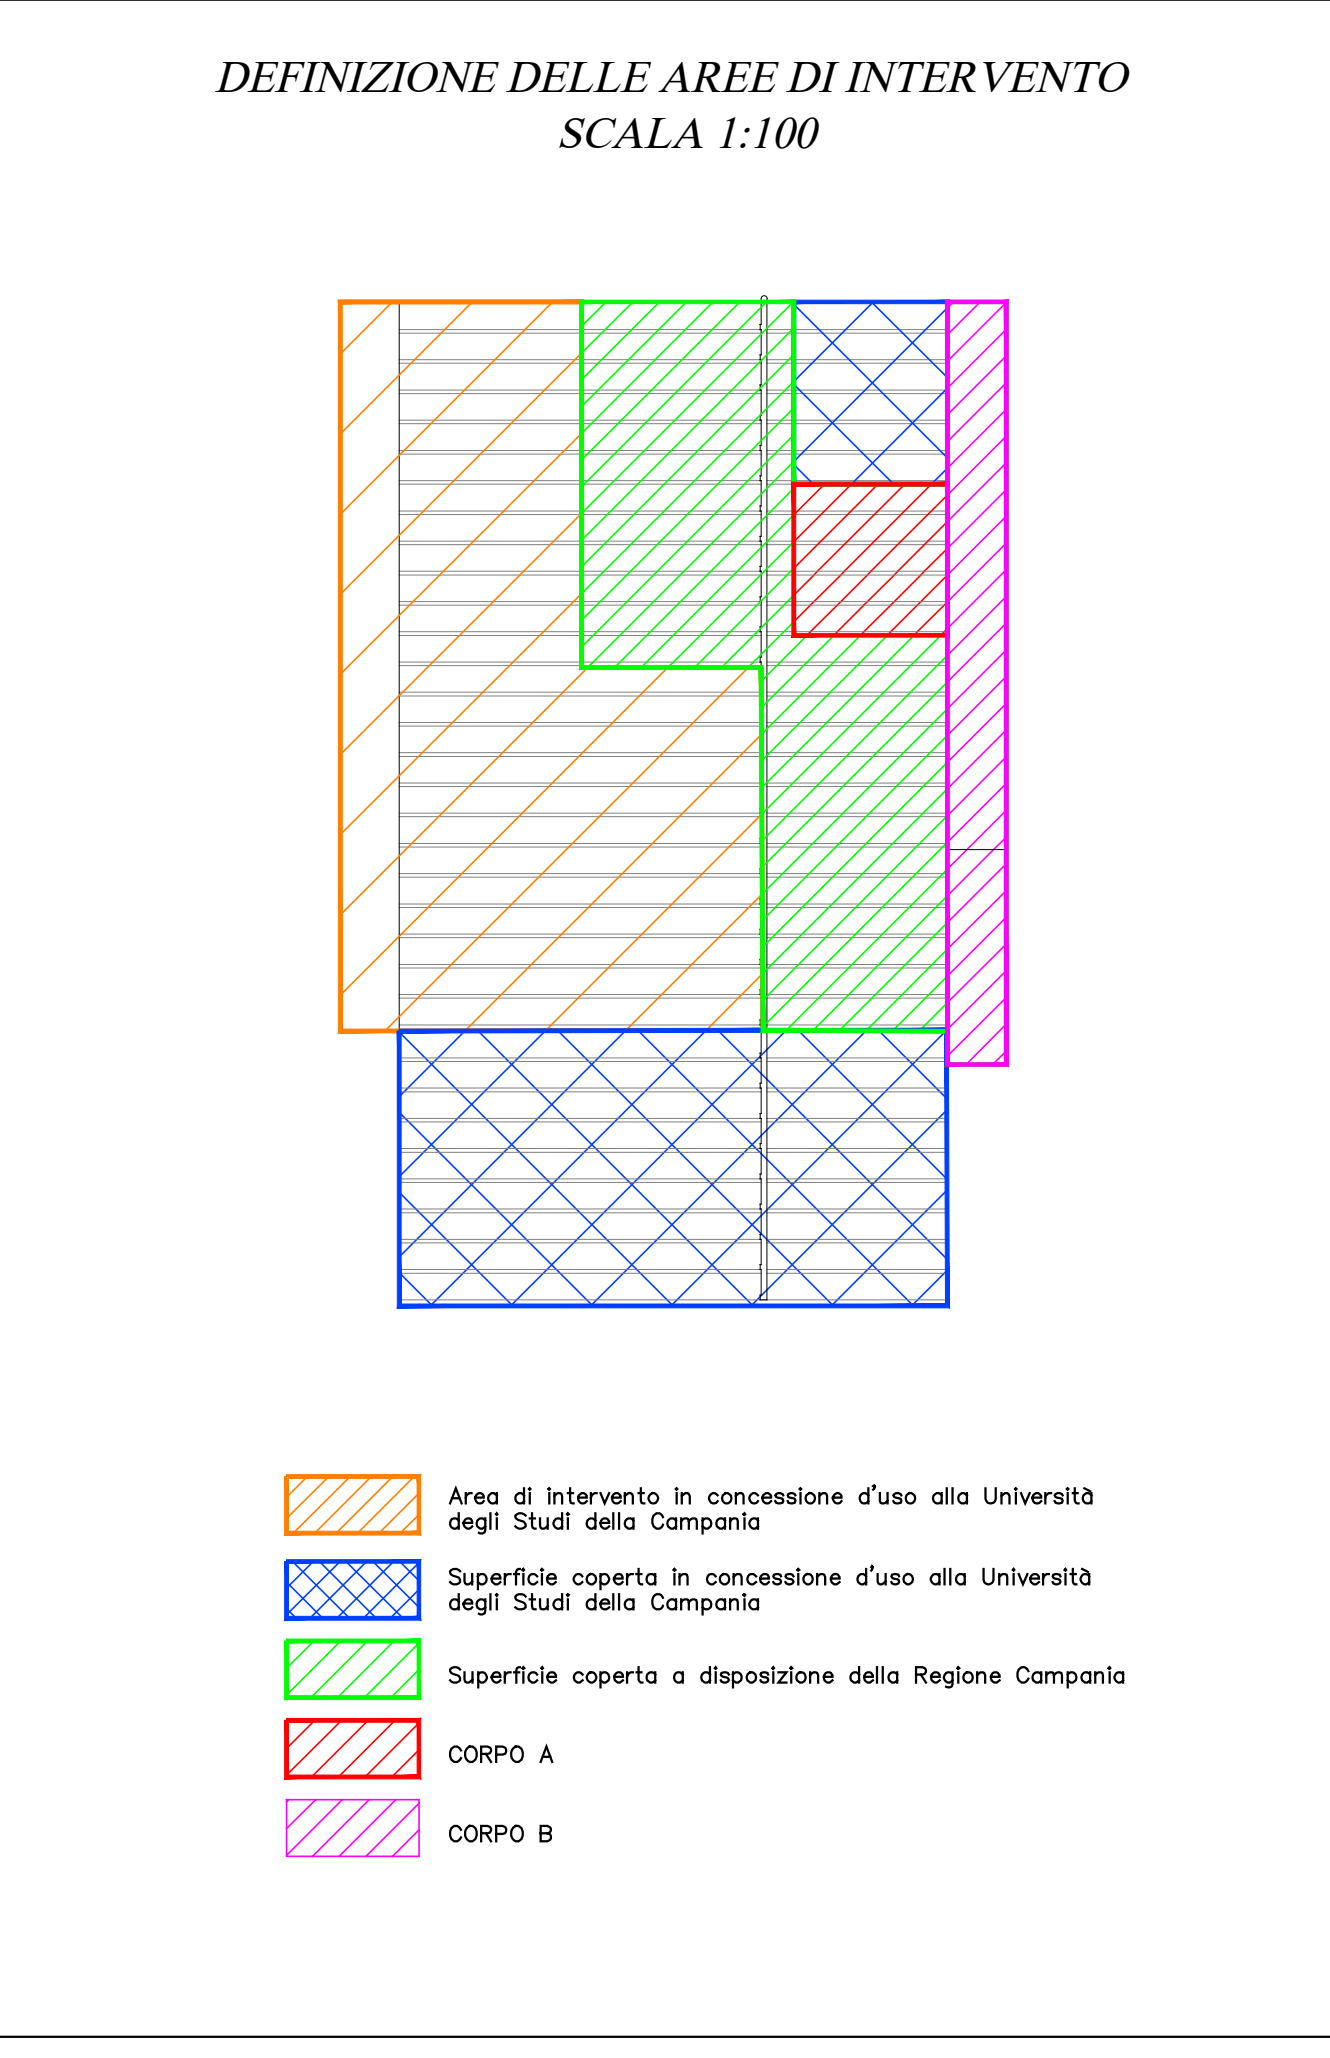 DEFINIZIONE DELLE AREE DI INTERVENTO
SCALA 1:100
Area di intervento in concessione d'uso alla Università
degli Studi della Campania
Superficie coperta in concessione d'uso alla Università
degli Studi della Campania
Superficie coperta a disposizione della Regione Campania
CORPO A
CORPO B